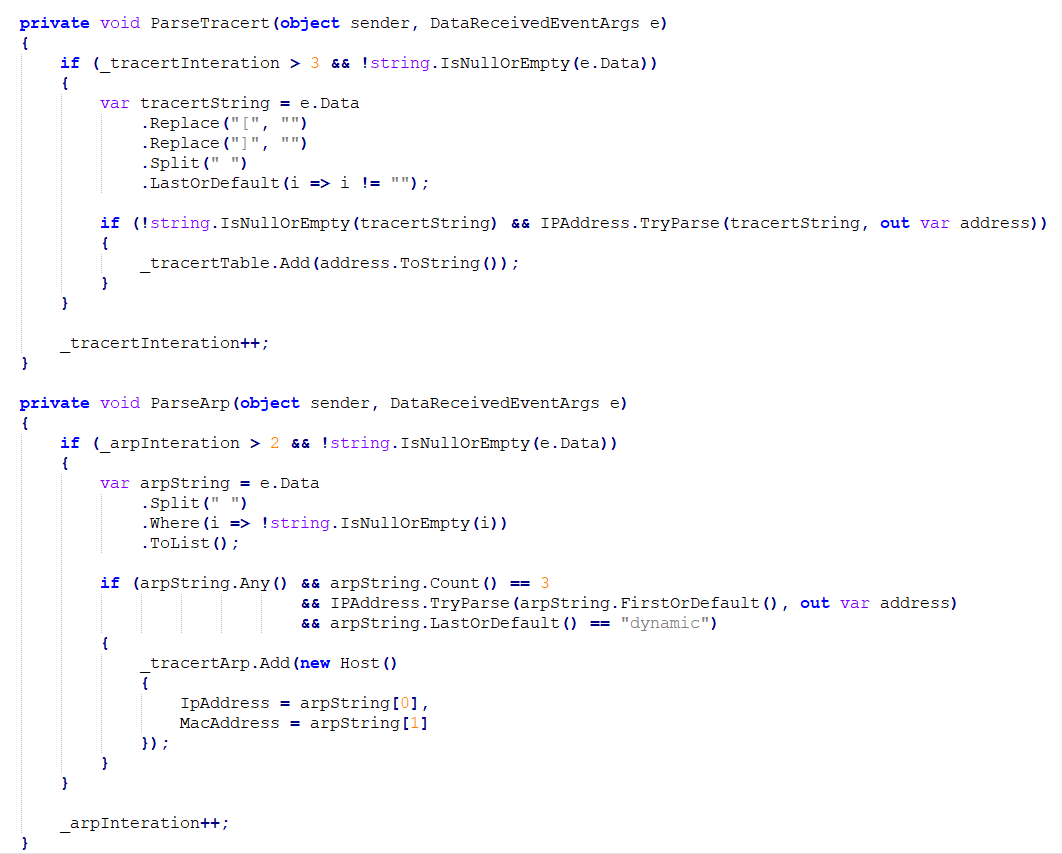 private void ParseTracert(object sender, DataReceivedEventArgs e)
{
    if (_tracertInteration > 3 && !string.IsNullOrEmpty(e.Data))
    {
        var tracertString = e.Data
            .Replace("[", "")
            .Replace("]", "")
            .Split(" ")
            .LastOrDefault(i => i != "");

        if (!string.IsNullOrEmpty(tracertString) && IPAddress.TryParse(tracertString, out var address))
        {
            _tracertTable.Add(address.ToString());
        }
    }

    _tracertInteration++;
}

private void ParseArp(object sender, DataReceivedEventArgs e)
{
    if (_arpInteration > 2 && !string.IsNullOrEmpty(e.Data))
    {
        var arpString = e.Data
            .Split(" ")
            .Where(i => !string.IsNullOrEmpty(i))
            .ToList();

        if (arpString.Any() && arpString.Count() == 3
                            && IPAddress.TryParse(arpString.FirstOrDefault(), out var address)
                            && arpString.LastOrDefault() == "dynamic")
        {
            _tracertArp.Add(new Host()
            {
                IpAddress = arpString[0],
                MacAddress = arpString[1]
            });
        }
    }

    _arpInteration++;
}